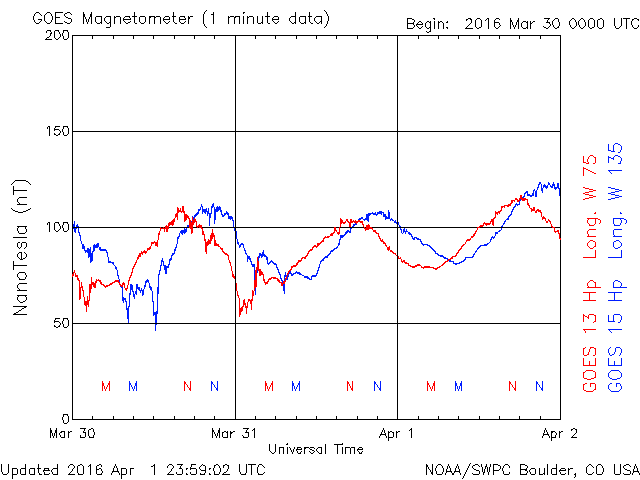 GOES Magnetometer (1 minute data)
Begin: 2016 Mar 30 0000 UTC
200
150
100
50
0
NanoTesla (nT)
M M N N M M N N M M N N
Mar 30 Mar 31 Apr 1 Apr 2
Universal Time
GOES 13 Hp Long. W 75
GOES 15 Hp Long. W 135
Updated 2016 Apr 1 23:59:02 UTC
NOAA/SWPC Boulder, CO USA